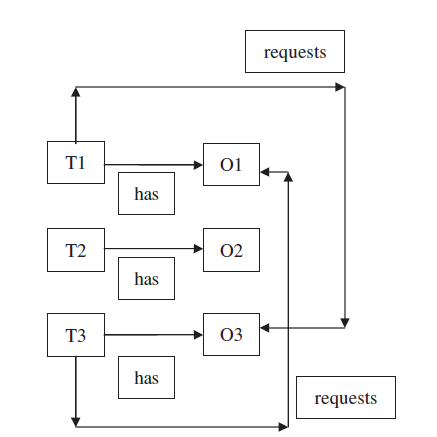 requests
T1
O1
has
T2
O2
has
T3
O3
has
requests